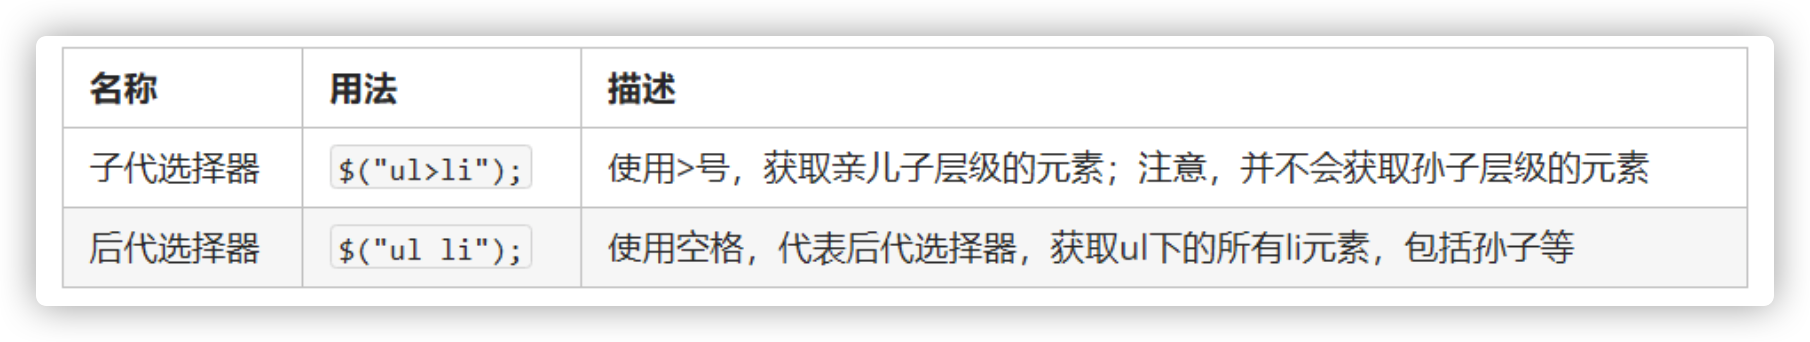 名称 用法 描述
子代选择器 $("ul>li"); 使用>号，获取亲儿子层级的元素；注意，并不会获取孙子层级的元素
后代选择器 $("ul li"); 使用空格，代表后代选择器，获取ul下的所有li元素，包括孙子等